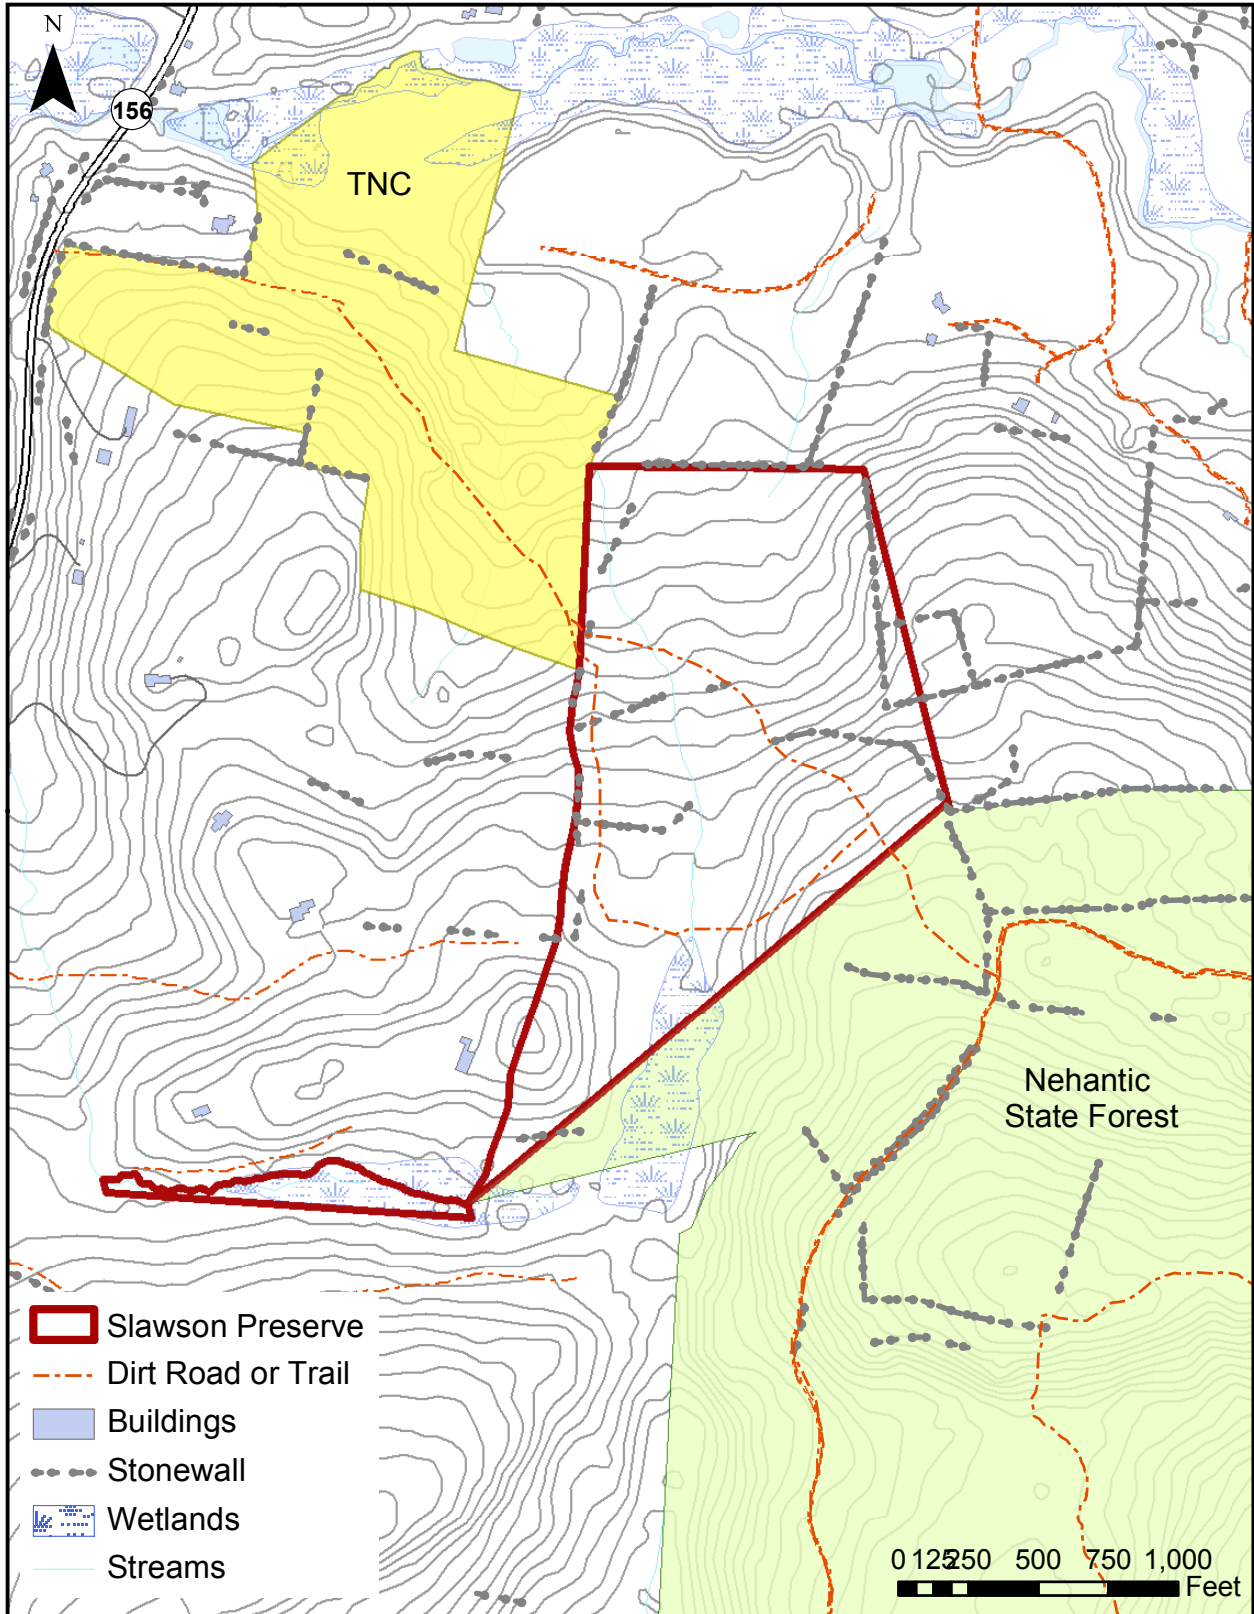 N
156
TNC
Nehantic
State Forest
Slawson Preserve
Dirt Road or Trail
Buildings
Stonewall
Wetlands
Streams
0 125 250 500 750 1,000
Feet